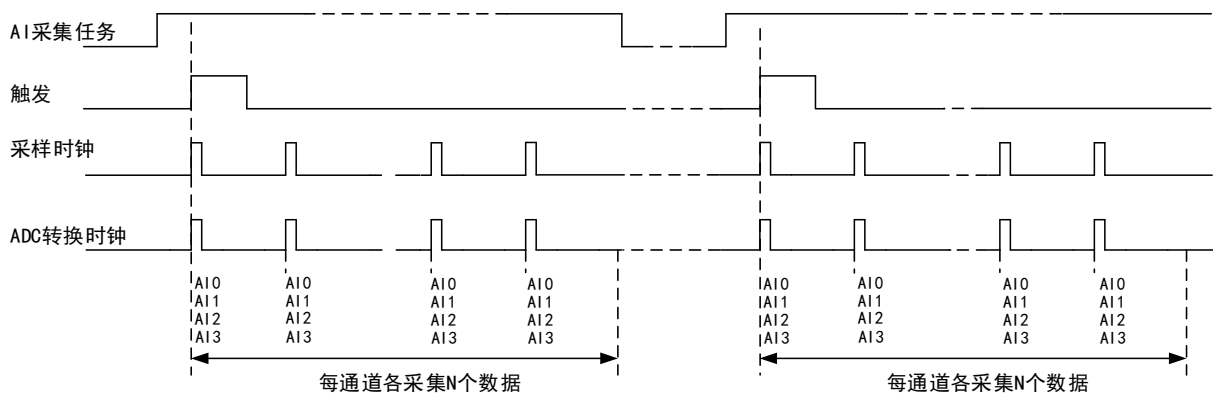 AI采集任务
触发
采样时钟
ADC转换时钟
AI0 AI0 AI0 AI0 AI0 AI0 AI0 AI0
AI1 AI1 AI1 AI1 AI1 AI1 AI1 AI1
AI2 AI2 AI2 AI2 AI2 AI2 AI2 AI2
AI3 AI3 AI3 AI3 AI3 AI3 AI3 AI3
每通道各采集N个数据 每通道各采集N个数据